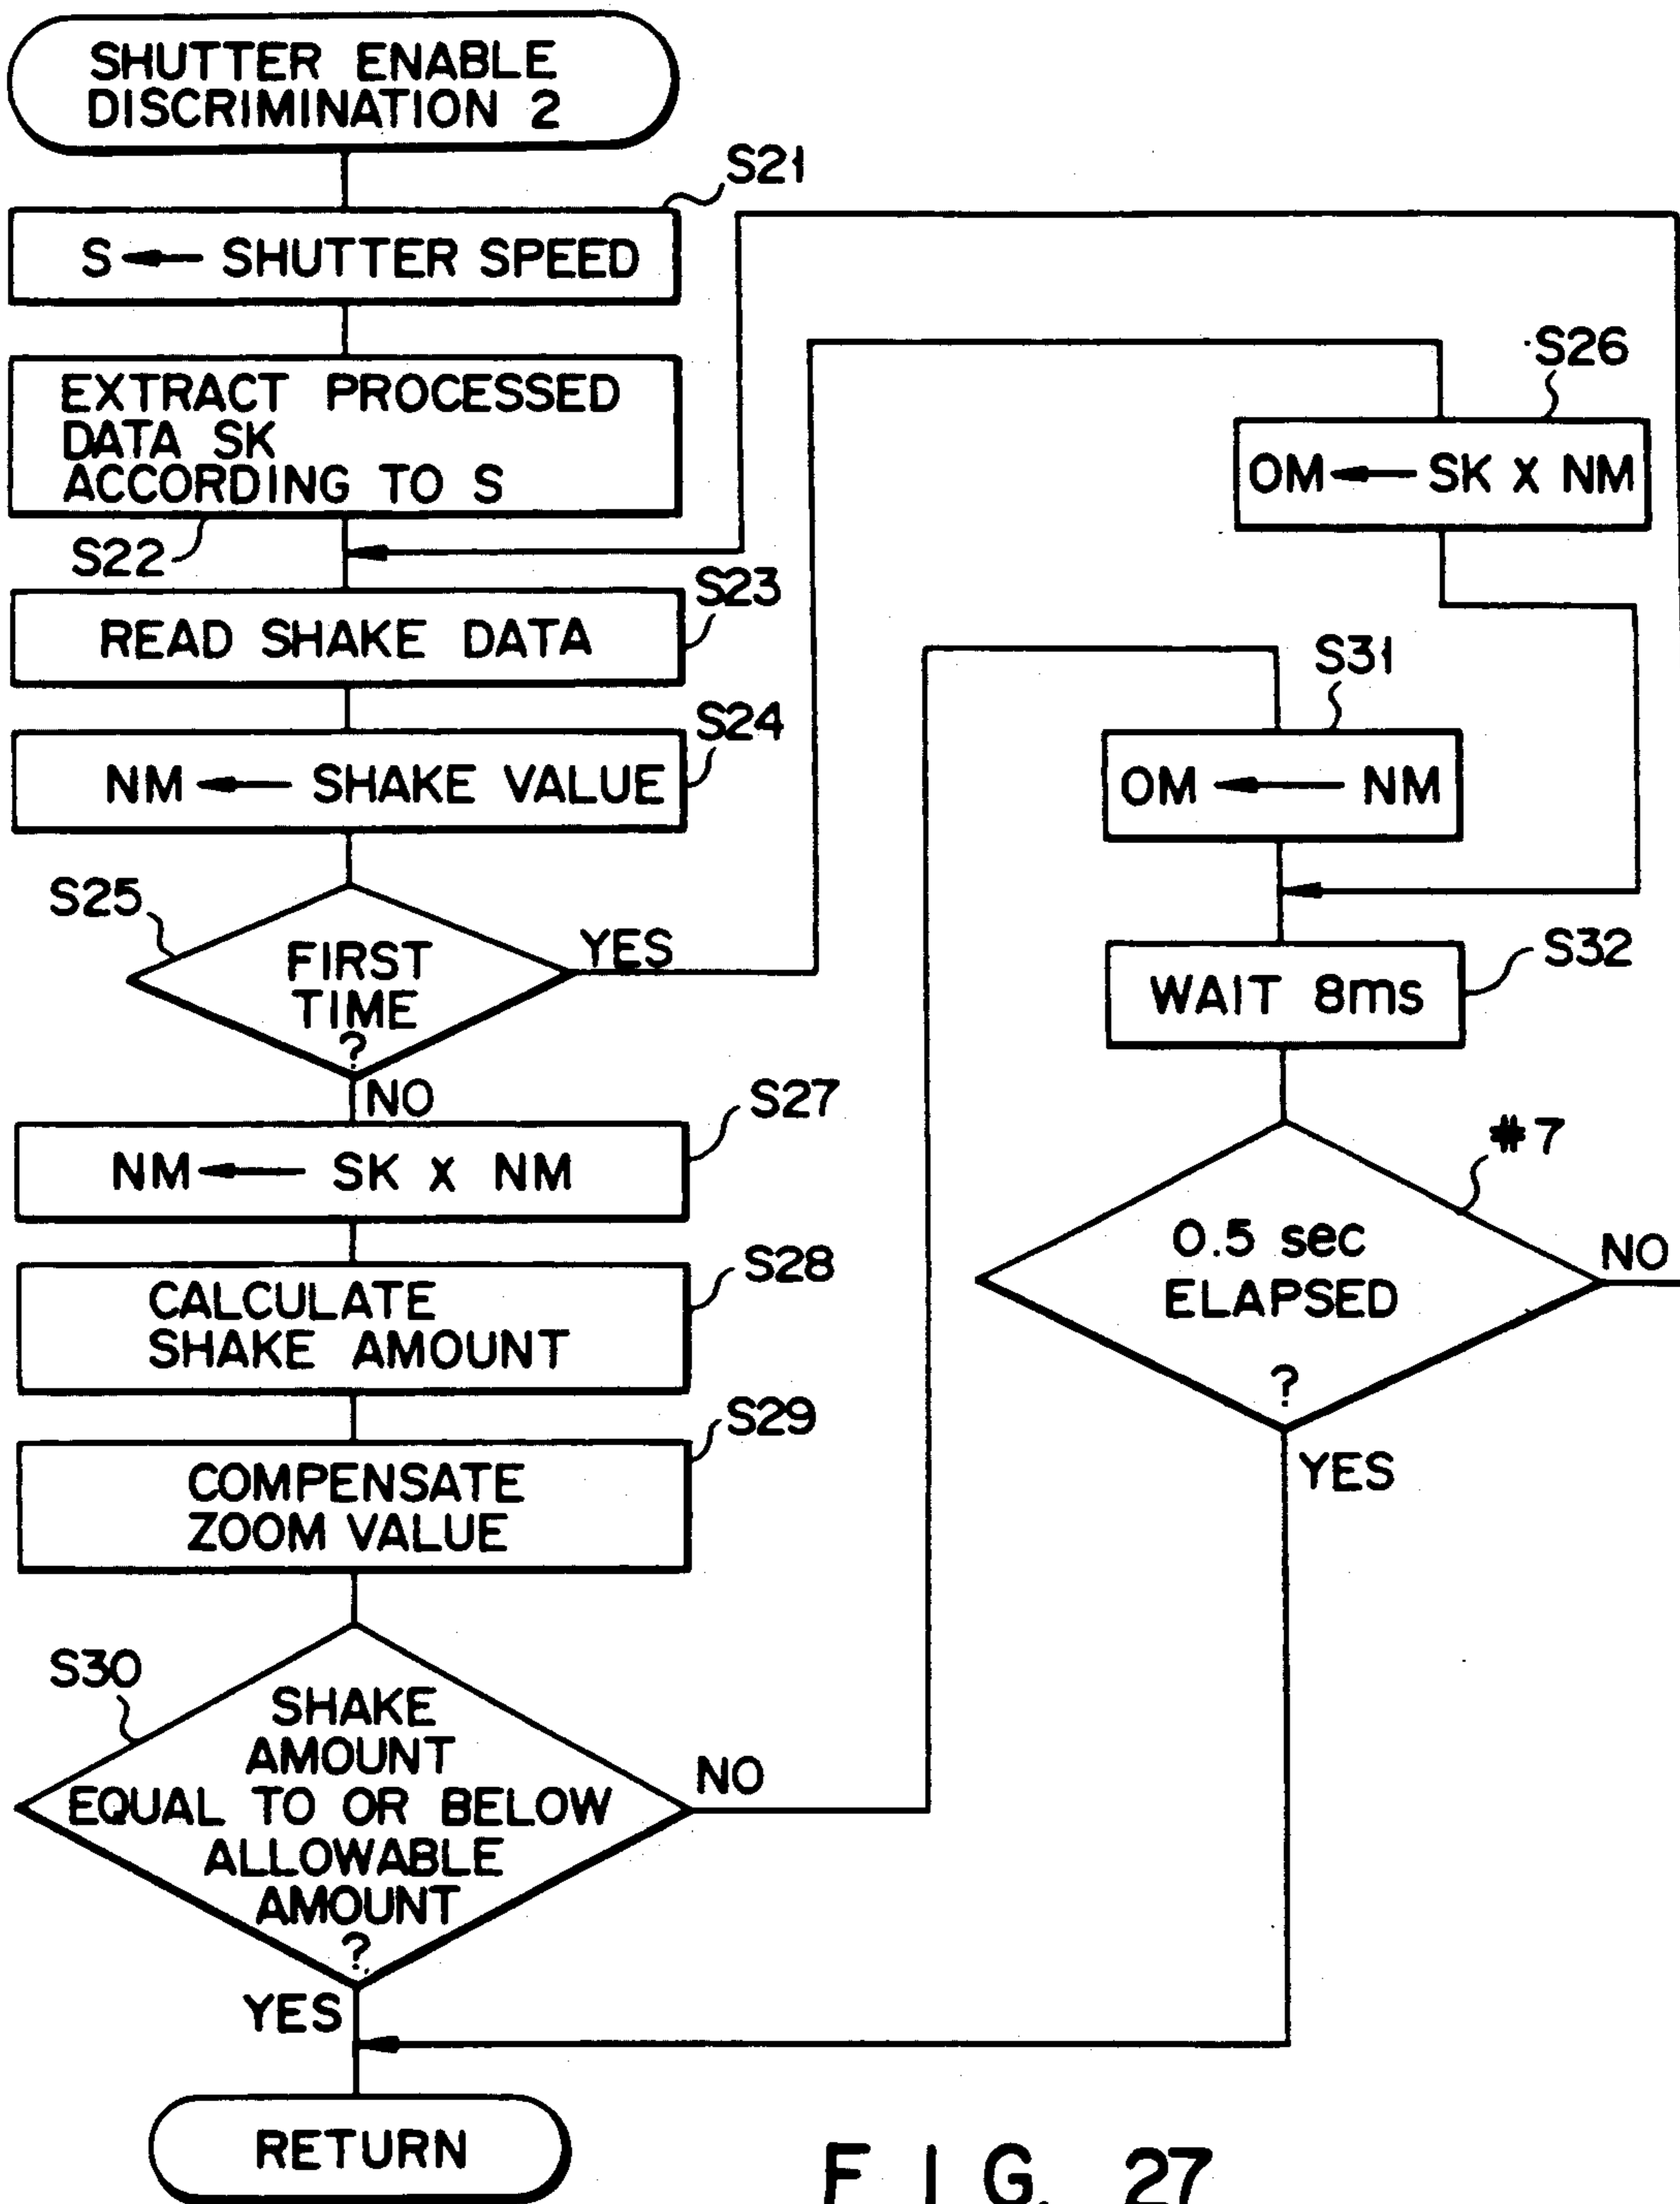 SHUTTER ENABLE
DISCRIMINATION 2
S21
S ← SHUTTER SPEED
EXTRACT PROCESSED
DATA SK
ACCORDING TO S
S22
S23
READ SHAKE DATA
S24
NM ← SHAKE VALUE
S25
FIRST
TIME
?
YES
NO
S27
NM ← SK X NM
S28
CALCULATE
SHAKE AMOUNT
S29
COMPENSATE
ZOOM VALUE
S30
SHAKE
AMOUNT
EQUAL TO OR BELOW
ALLOWABLE
AMOUNT
?
NO
YES
RETURN
S26
OM ← SK X NM
S31
OM ← NM
S32
WAIT 8ms
#7
0.5 sec
ELAPSED
?
NO
YES
FIG. 27